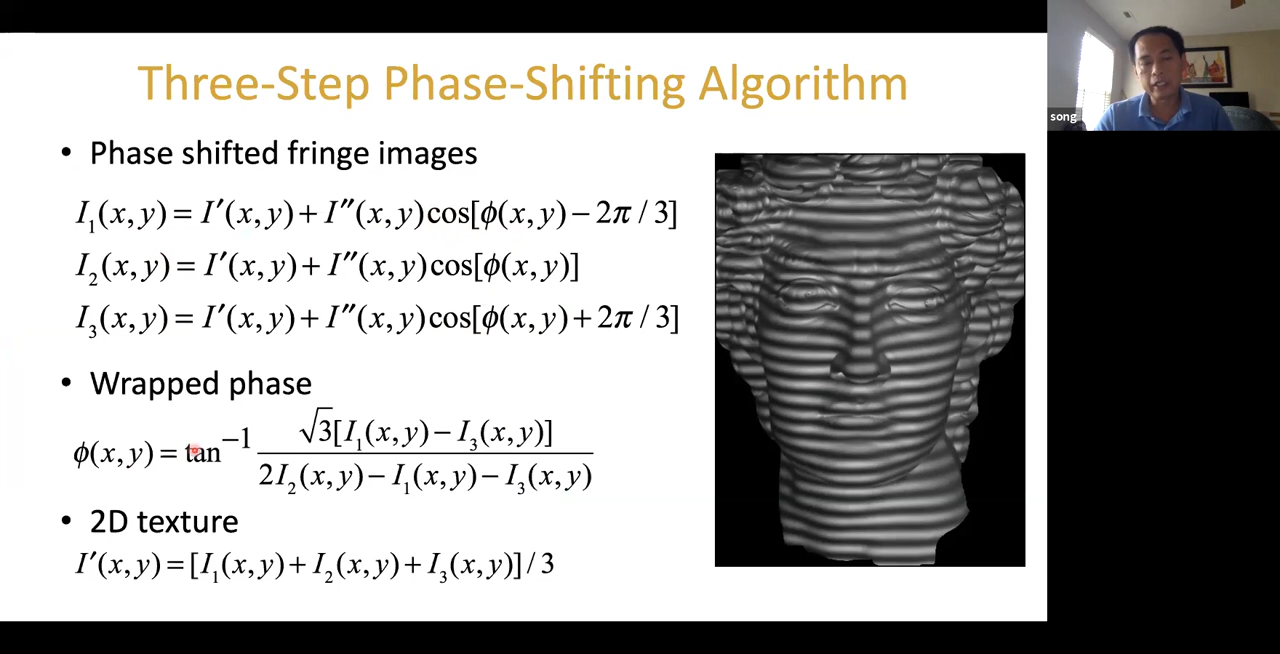 Three-Step Phase-Shifting Algorithm
song
• Phase shifted fringe images
I₁(x, y) = I′(x, y) + I″(x, y)cos[ϕ(x, y) − 2π / 3]
I₂(x, y) = I′(x, y) + I″(x, y)cos[ϕ(x, y)]
I₃(x, y) = I′(x, y) + I″(x, y)cos[ϕ(x, y) + 2π / 3]
• Wrapped phase
ϕ(x, y) = tan⁻¹ √3[I₁(x, y) − I₃(x, y)] / 2I₂(x, y) − I₁(x, y) − I₃(x, y)
• 2D texture
I′(x, y) = [I₁(x, y) + I₂(x, y) + I₃(x, y)] / 3